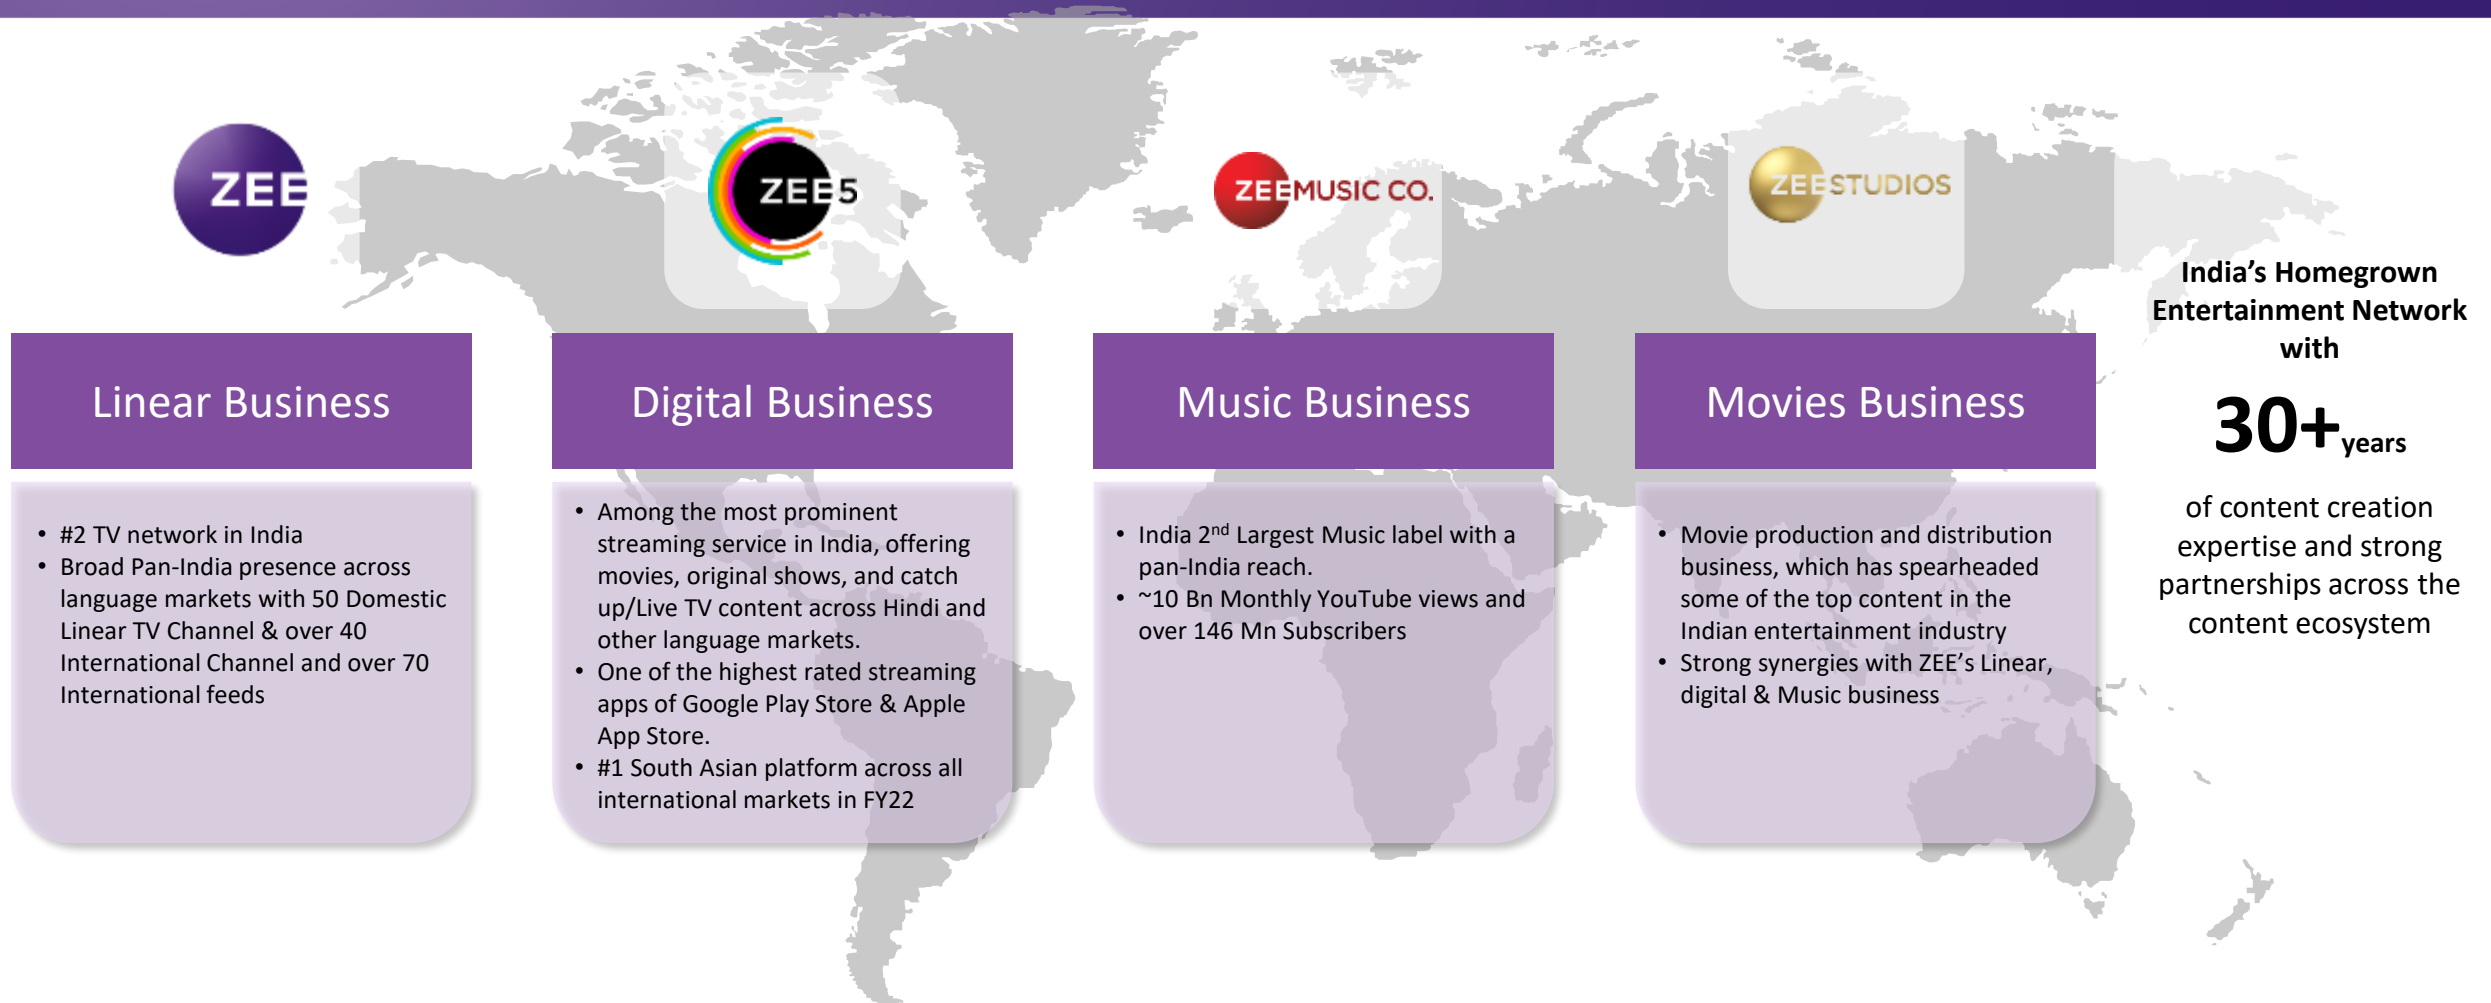 ZEE
ZEE5
ZEEMUSIC CO.
ZEESTUDIOS
Linear Business
• #2 TV network in India
• Broad Pan-India presence across
language markets with 50 Domestic
Linear TV Channel & over 40
International Channel and over 70
International feeds
Digital Business
• Among the most prominent
streaming service in India, offering
movies, original shows, and catch
up/Live TV content across Hindi and
other language markets.
• One of the highest rated streaming
apps of Google Play Store & Apple
App Store.
• #1 South Asian platform across all
international markets in FY22
Music Business
• India 2nd Largest Music label with a
pan-India reach.
• ~10 Bn Monthly YouTube views and
over 146 Mn Subscribers
Movies Business
• Movie production and distribution
business, which has spearheaded
some of the top content in the
Indian entertainment industry
• Strong synergies with ZEE’s Linear,
digital & Music business
India’s Homegrown
Entertainment Network
with
30+years
of content creation
expertise and strong
partnerships across the
content ecosystem